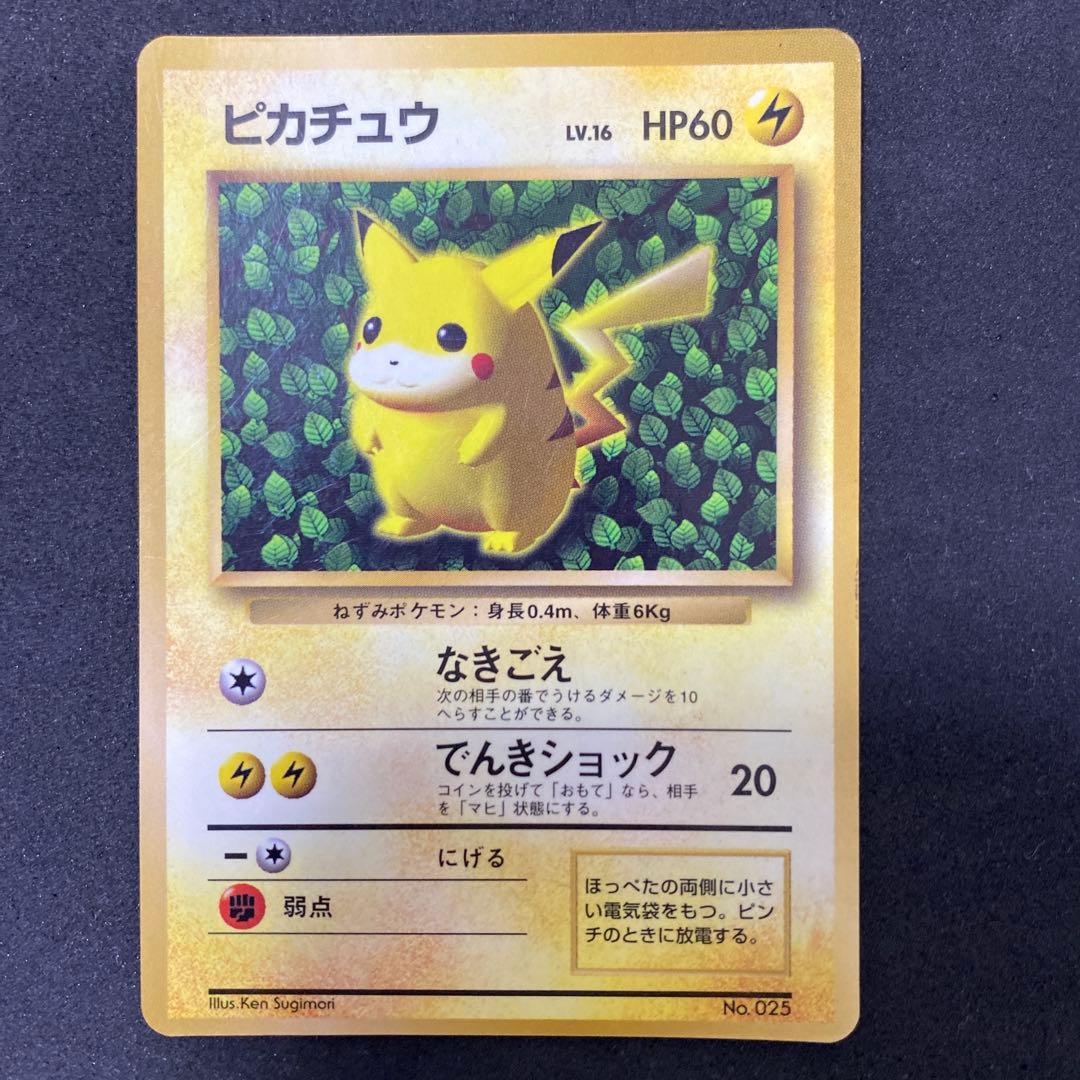 ピカチュウ LV.16 HP60
ねずみポケモン：身長0.4m、体重6Kg
なきごえ
次の相手の番でうけるダメージを10
へらすことができる。
でんきショック 20
コインを投げて「おもて」なら、相手
を「マヒ」状態にする。
ー にげる
弱点
ほっぺたの両側に小さ
い電気袋をもつ。ピン
チのときに放電する。
Illus.Ken Sugimori
No. 025